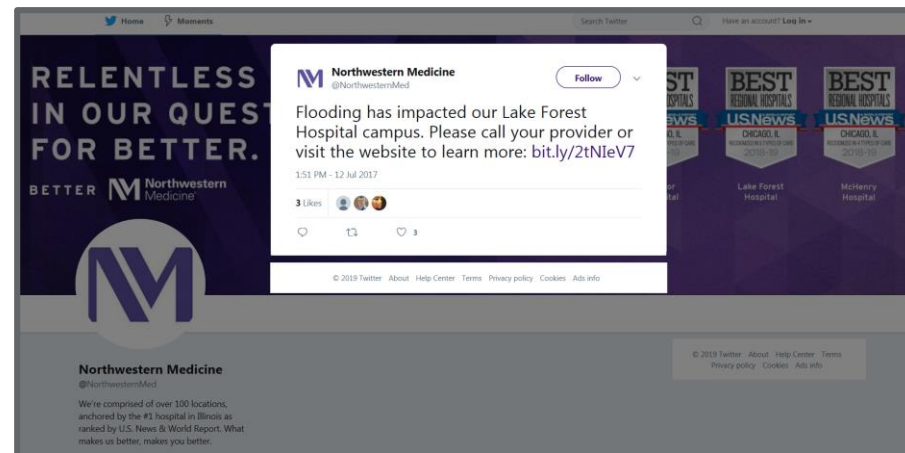 Home Moments Search Twitter Have an account? Log in
RELENTLESS
IN OUR QUEST
FOR BETTER.
BETTER Northwestern
Medicine
Northwestern Medicine
@NorthwesternMed
Follow
Flooding has impacted our Lake Forest
Hospital campus. Please call your provider or
visit the website to learn more: bit.ly/2tNIeV7
1:51 PM - 12 Jul 2017
3 Likes
3
© 2019 Twitter About Help Center Terms Privacy policy Cookies Ads info
BEST
REGIONAL HOSPITALS
U.S.News
CHICAGO, IL
2018-19
Lake Forest
Hospital
BEST
REGIONAL HOSPITALS
U.S.News
CHICAGO, IL
2018-19
McHenry
Hospital
© 2019 Twitter About Help Center Terms
Privacy policy Cookies Ads info
Northwestern Medicine
@NorthwesternMed
We're comprised of over 100 locations,
anchored by the #1 hospital in Illinois as
ranked by U.S. News & World Report. What
makes us better, makes you better.